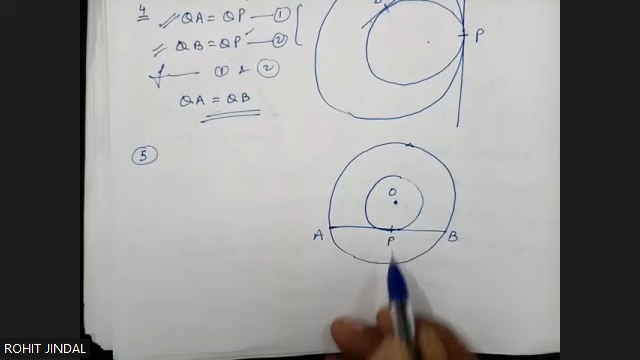 4
QA = QP — ①
QB = QP — ②
① & ②
QA = QB
P
⑤
O
A
P
B
ROHIT JINDAL